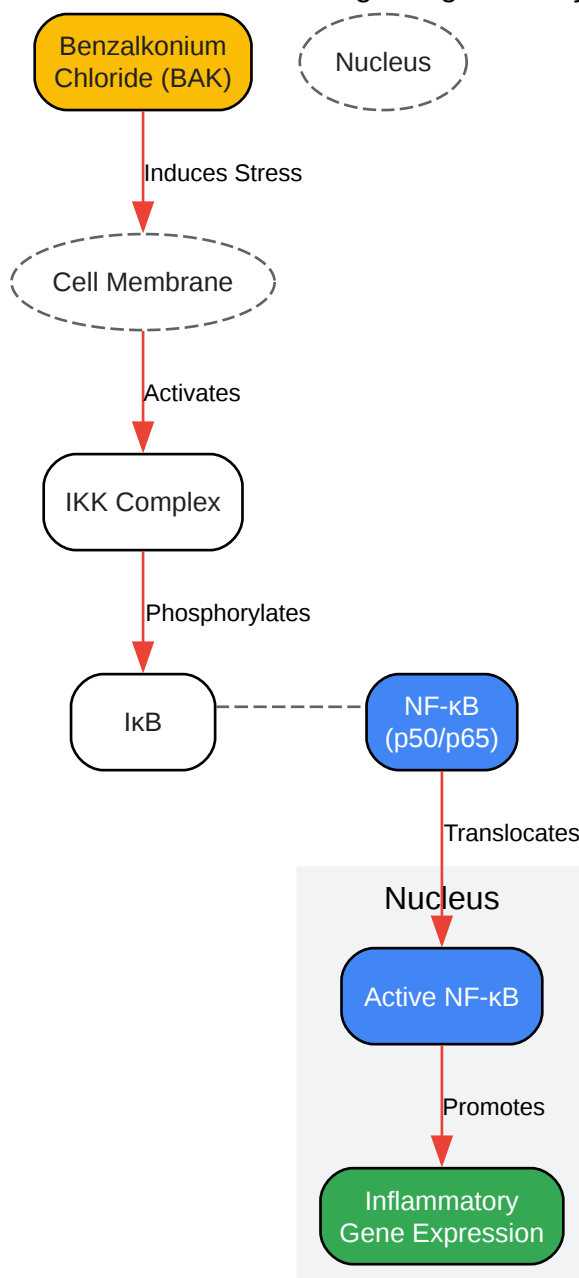 Benzalkonium
Chloride (BAK)
Nucleus
Induces Stress
Cell Membrane
Activates
IKK Complex
Phosphorylates
IκB
NF-κB
(p50/p65)
Translocates
Nucleus
Active NF-κB
Promotes
Inflammatory
Gene Expression